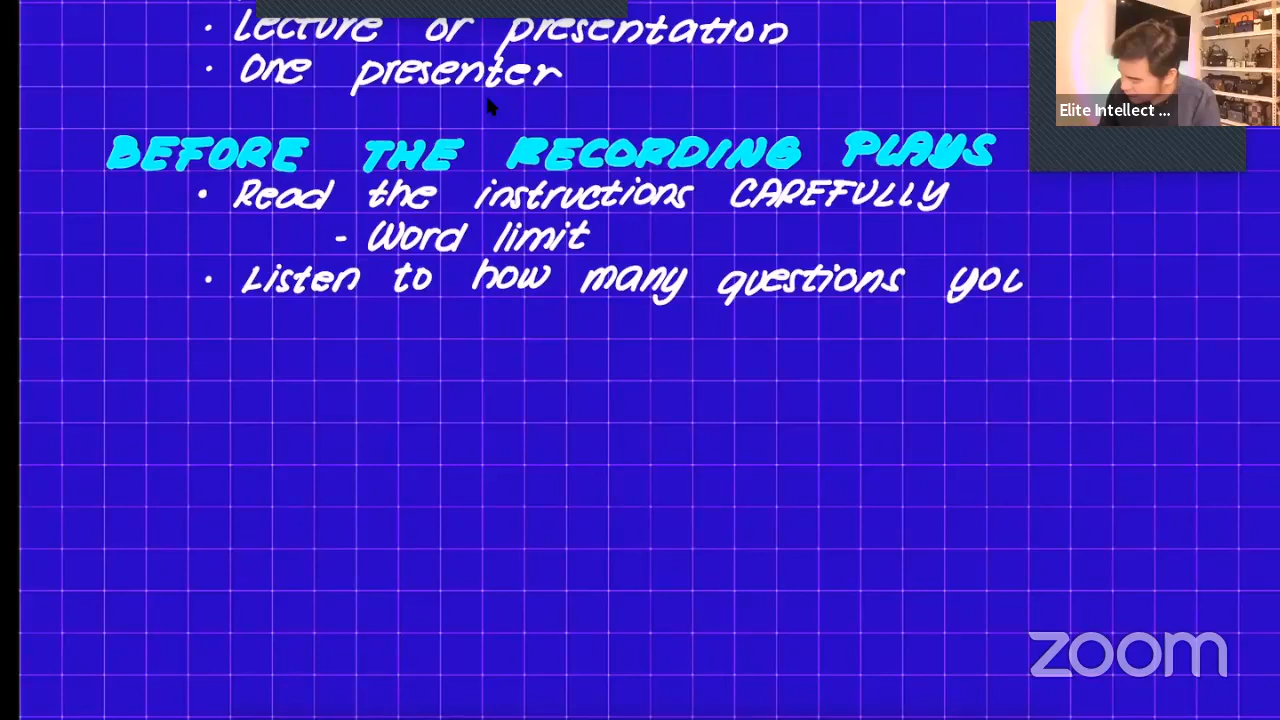 · Lecture or presentation
· One presenter
BEFORE THE RECORDING PLAYS
· Read the instructions CAREFULLY
- Word limit
· Listen to how many questions you
Elite Intellect ...
zoom